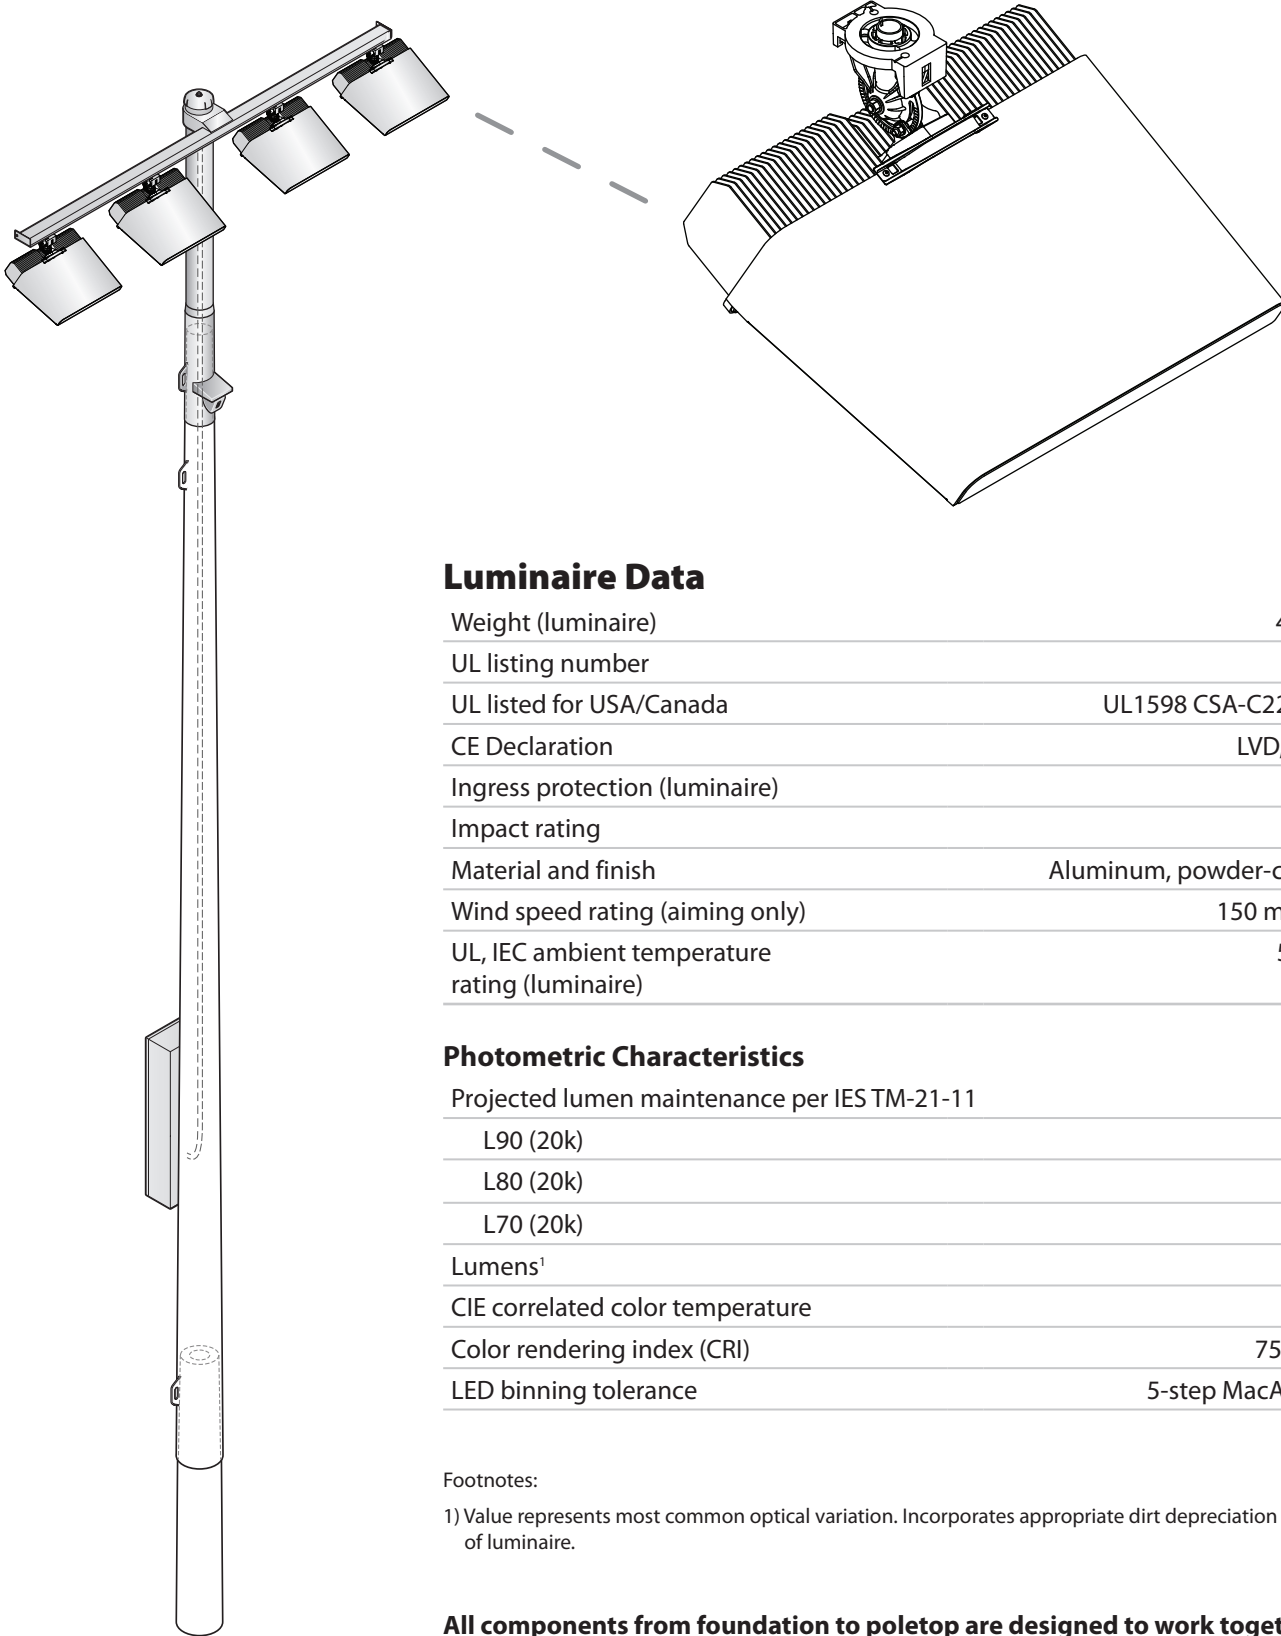 Luminaire Data
Weight (luminaire)
UL listing number
UL listed for USA/Canada UL1598 CSA-C22
CE Declaration LVD,
Ingress protection (luminaire)
Impact rating
Material and finish Aluminum, powder-c
Wind speed rating (aiming only) 150 m
UL, IEC ambient temperature
rating (luminaire)
Photometric Characteristics
Projected lumen maintenance per IES TM-21-11
L90 (20k)
L80 (20k)
L70 (20k)
Lumens¹
CIE correlated color temperature
Color rendering index (CRI) 75
LED binning tolerance 5-step MacA
Footnotes:
1) Value represents most common optical variation. Incorporates appropriate dirt depreciation
of luminaire.
All components from foundation to poletop are designed to work toget